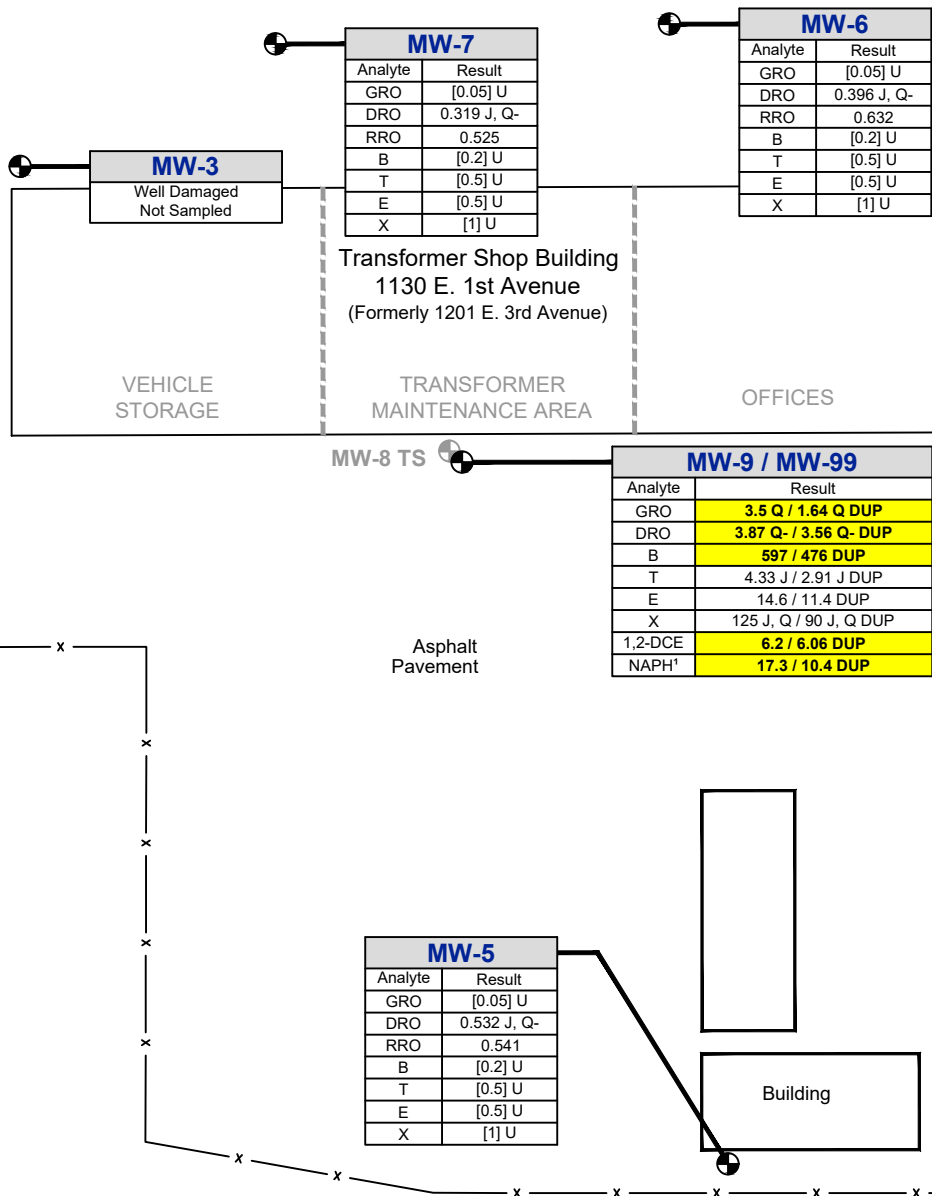 MW-7
Analyte Result
GRO [0.05] U
DRO 0.319 J, Q-
RRO 0.525
B [0.2] U
T [0.5] U
E [0.5] U
X [1] U
MW-6
Analyte Result
GRO [0.05] U
DRO 0.396 J, Q-
RRO 0.632
B [0.2] U
T [0.5] U
E [0.5] U
X [1] U
MW-3
Well Damaged
Not Sampled
Transformer Shop Building
1130 E. 1st Avenue
(Formerly 1201 E. 3rd Avenue)
VEHICLE
STORAGE
TRANSFORMER
MAINTENANCE AREA
OFFICES
MW-8 TS
MW-9 / MW-99
Analyte Result
GRO 3.5 Q / 1.64 Q DUP
DRO 3.87 Q- / 3.56 Q- DUP
B 597 / 476 DUP
T 4.33 J / 2.91 J DUP
E 14.6 / 11.4 DUP
X 125 J, Q / 90 J, Q DUP
1,2-DCE 6.2 / 6.06 DUP
NAPH¹ 17.3 / 10.4 DUP
Asphalt
Pavement
MW-5
Analyte Result
GRO [0.05] U
DRO 0.532 J, Q-
RRO 0.541
B [0.2] U
T [0.5] U
E [0.5] U
X [1] U
Building